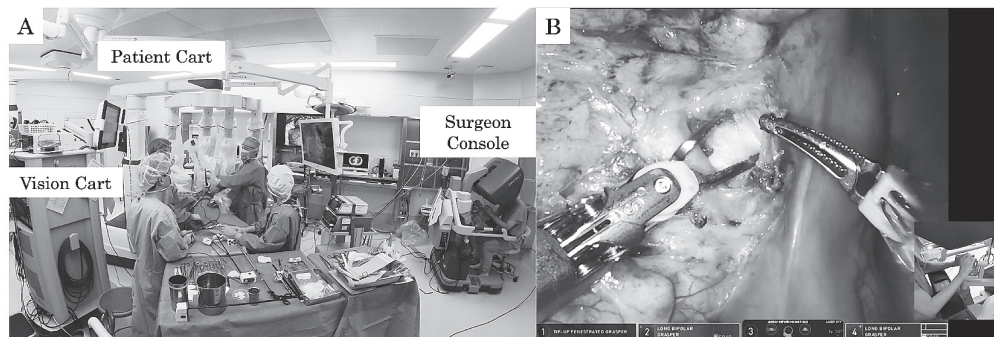 A
Patient Cart
Surgeon
Console
Vision Cart
B
1 TIP-UP FENESTRATED GRASPER
2 LONG BIPOLAR
GRASPER
3
4 LONG BIPOLAR
GRASPER